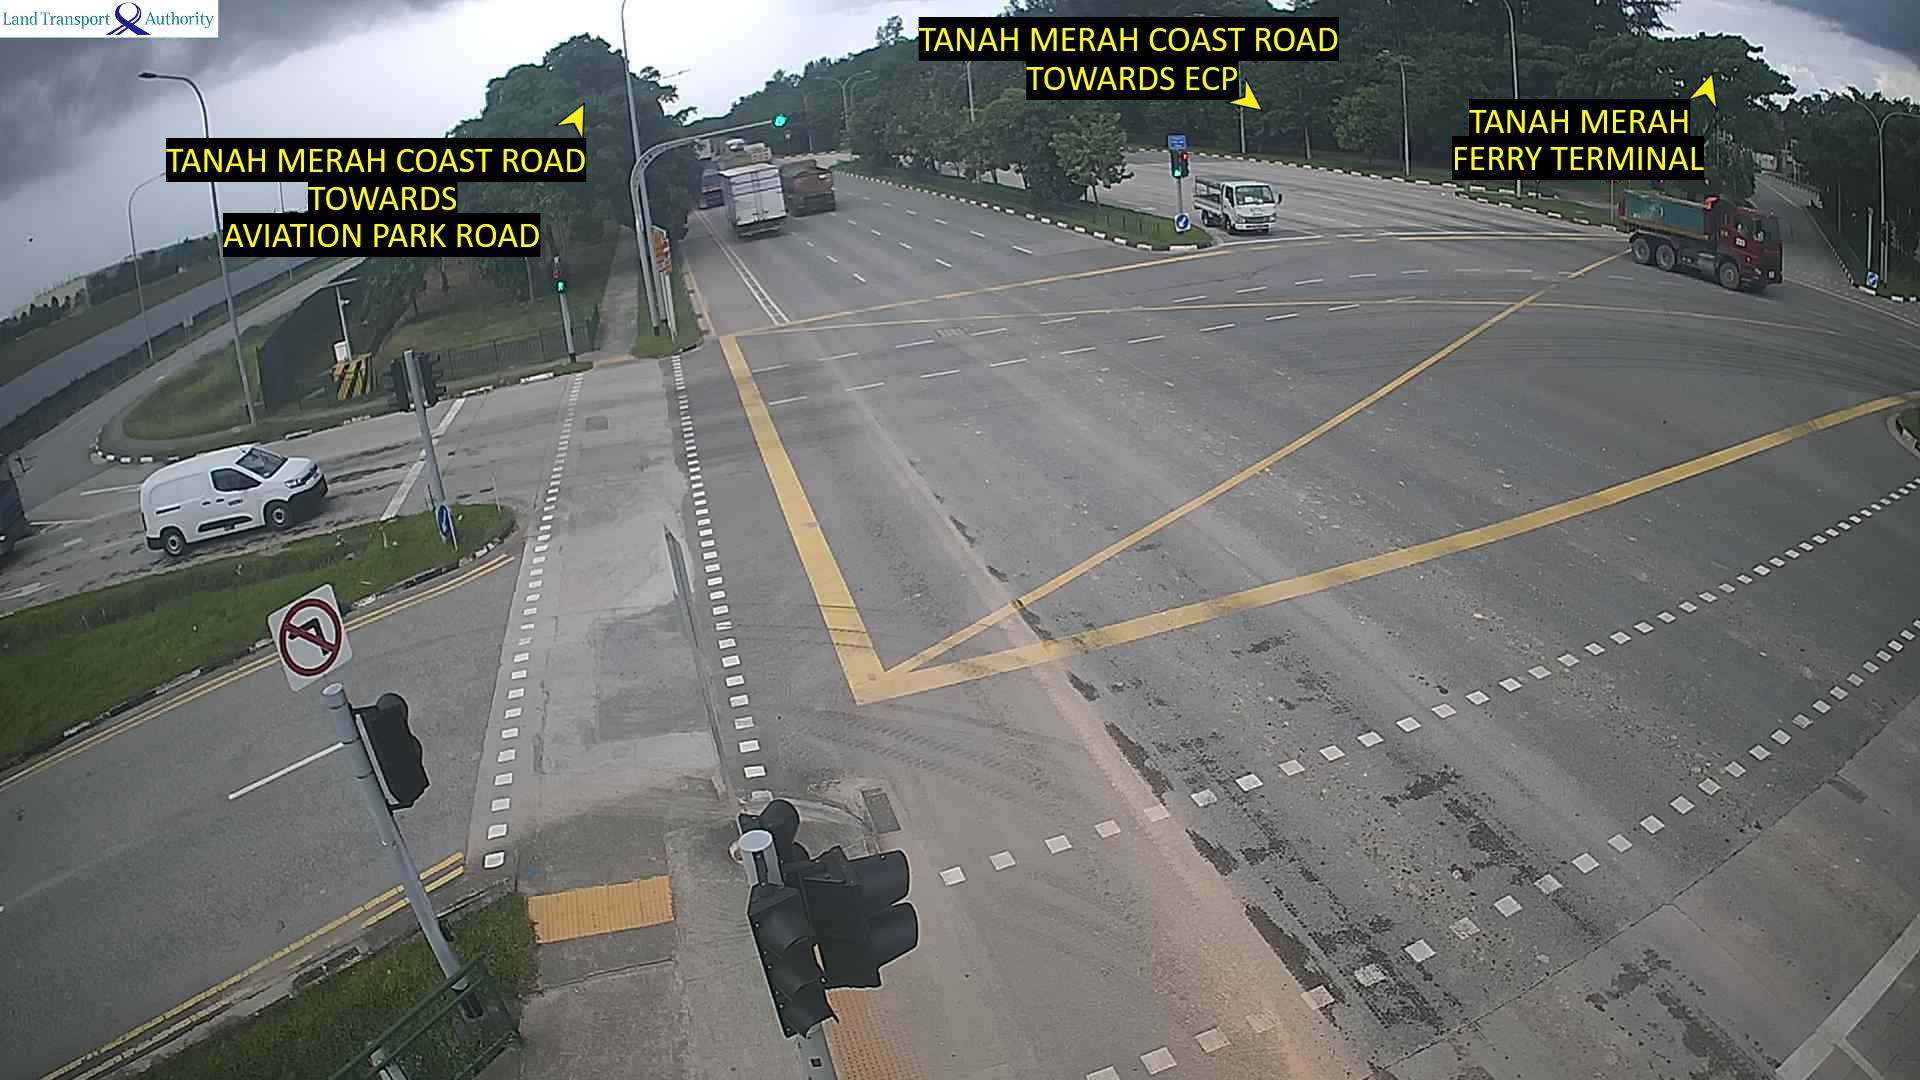 Land Transport Authority
TANAH MERAH COAST ROAD
TOWARDS
AVIATION PARK ROAD
TANAH MERAH COAST ROAD
TOWARDS ECP
TANAH MERAH
FERRY TERMINAL